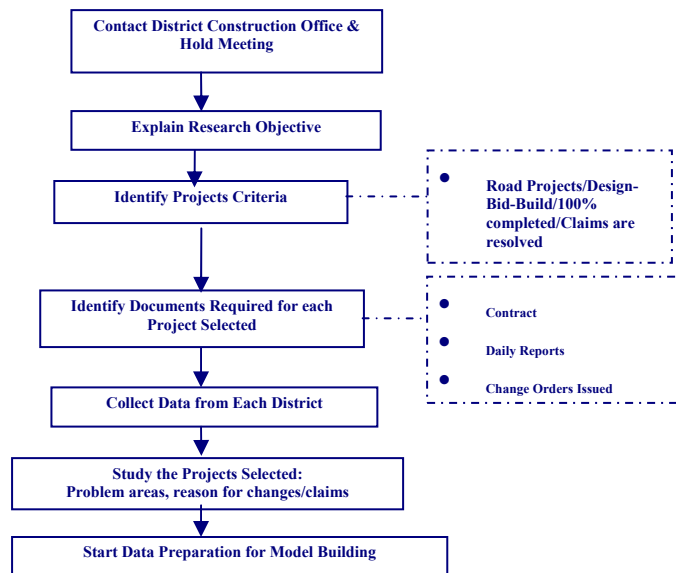 Contact District Construction Office &
Hold Meeting
Explain Research Objective
Identify Projects Criteria
• Road Projects/Design-
Bid-Build/100%
completed/Claims are
resolved
Identify Documents Required for each
Project Selected
• Contract
• Daily Reports
• Change Orders Issued
Collect Data from Each District
Study the Projects Selected:
Problem areas, reason for changes/claims
Start Data Preparation for Model Building